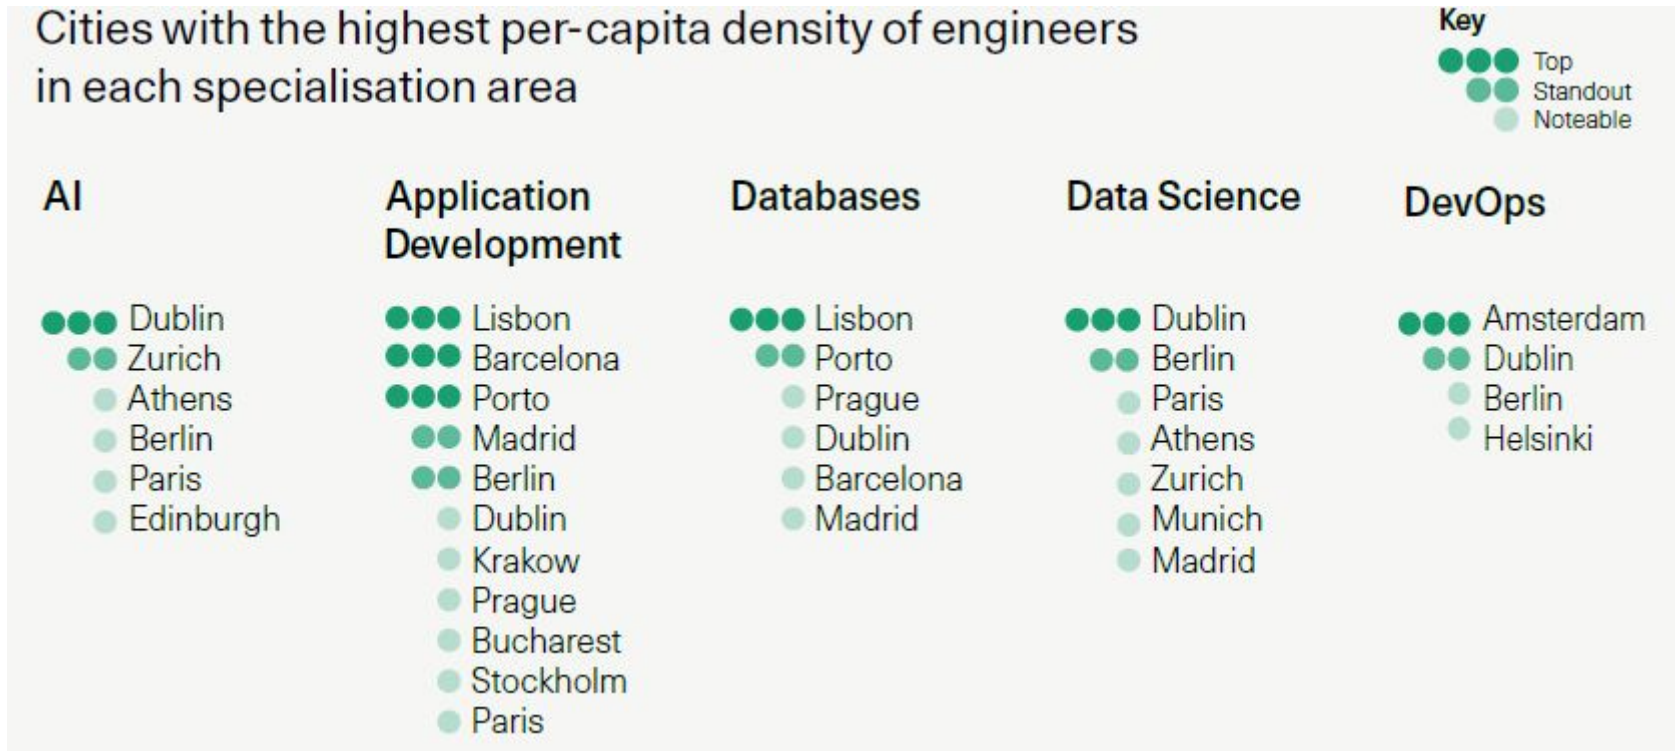 Cities with the highest per-capita density of engineers
in each specialisation area
Key
Top
Standout
Noteable
AI
Dublin
Zurich
Athens
Berlin
Paris
Edinburgh
Application
Development
Lisbon
Barcelona
Porto
Madrid
Berlin
Dublin
Krakow
Prague
Bucharest
Stockholm
Paris
Databases
Lisbon
Porto
Prague
Dublin
Barcelona
Madrid
Data Science
Dublin
Berlin
Paris
Athens
Zurich
Munich
Madrid
DevOps
Amsterdam
Dublin
Berlin
Helsinki